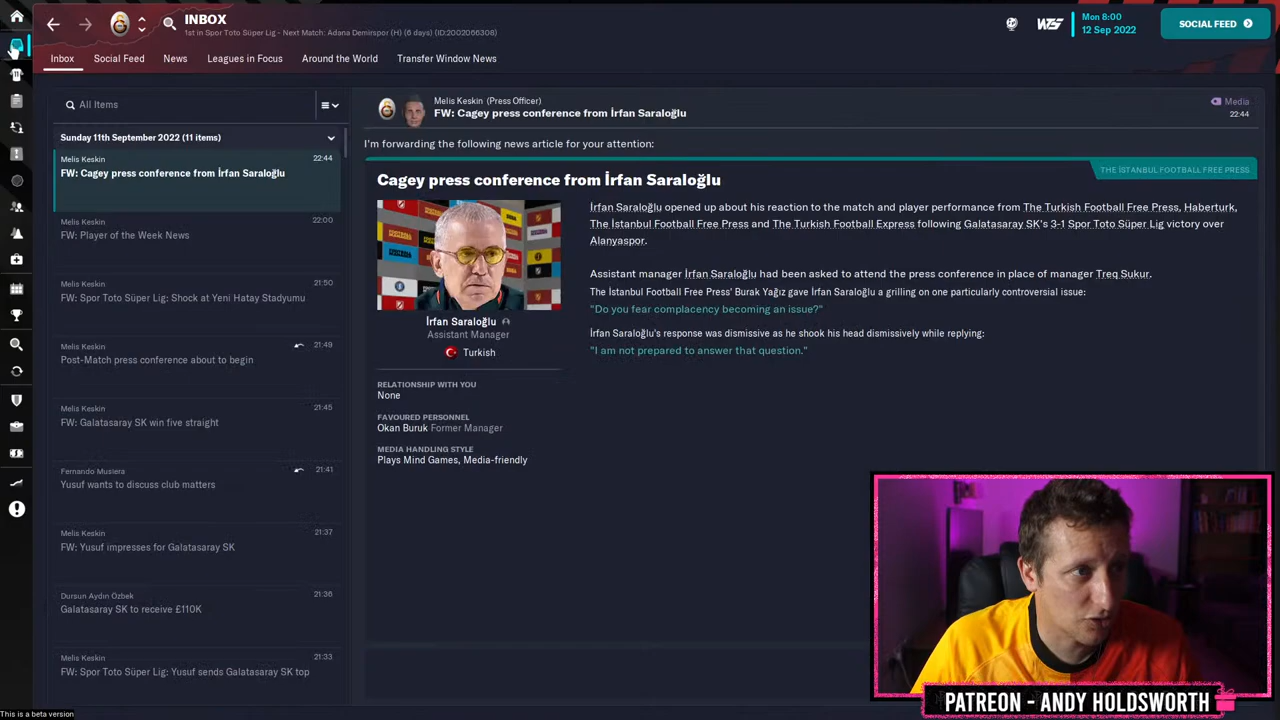 INBOX
1st in Spor Toto Süper Lig - Next Match: Adana Demirspor (H) (6 days) (ID:2002065308)
Mon 8:00
12 Sep 2022
SOCIAL FEED
Inbox
Social Feed
News
Leagues in Focus
Around the World
Transfer Window News
All Items
Sunday 11th September 2022 (11 items)
Melis Keskin
22:44
FW: Cagey press conference from İrfan Saraloğlu
Melis Keskin
22:00
FW: Player of the Week News
Melis Keskin
21:50
FW: Spor Toto Süper Lig: Shock at Yeni Hatay Stadyumu
Melis Keskin
21:49
Post-Match press conference about to begin
Melis Keskin
21:45
FW: Galatasaray SK win five straight
Fernando Musiera
21:41
Yusuf wants to discuss club matters
Melis Keskin
21:37
FW: Yusuf impresses for Galatasaray SK
Dursun Aydın Özbek
21:36
Galatasaray SK to receive £110K
Melis Keskin
21:33
FW: Spor Toto Süper Lig: Yusuf sends Galatasaray SK top
Melis Keskin (Press Officer)
FW: Cagey press conference from İrfan Saraloğlu
Media
22:44
I'm forwarding the following news article for your attention:
THE İSTANBUL FOOTBALL FREE PRESS
Cagey press conference from İrfan Saraloğlu
İrfan Saraloğlu
Assistant Manager
Turkish
RELATIONSHIP WITH YOU
None
FAVOURED PERSONNEL
Okan Buruk Former Manager
MEDIA HANDLING STYLE
Plays Mind Games, Media-friendly
İrfan Saraloğlu opened up about his reaction to the match and player performance from The Turkish Football Free Press, Haberturk,
The İstanbul Football Free Press and The Turkish Football Express following Galatasaray SK's 3-1 Spor Toto Süper Lig victory over
Alanyaspor.
Assistant manager İrfan Saraloğlu had been asked to attend the press conference in place of manager Treq Sukur.
The İstanbul Football Free Press' Burak Yağız gave İrfan Saraloğlu a grilling on one particularly controversial issue:
"Do you fear complacency becoming an issue?"
İrfan Saraloğlu's response was dismissive as he shook his head dismissively while replying:
"I am not prepared to answer that question."
PATREON - ANDY HOLDSWORTH
This is a beta version